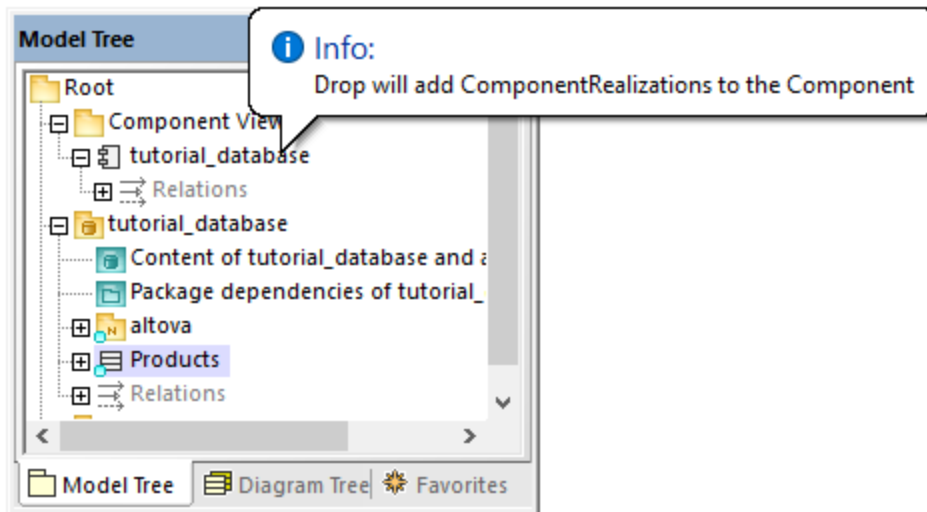 Model Tree
Info:
Drop will add ComponentRealizations to the Component
Root
Component View
tutorial_database
Relations
tutorial_database
Content of tutorial_database and a
Package dependencies of tutorial_
altova
Products
Relations
Model Tree
Diagram Tree
Favorites